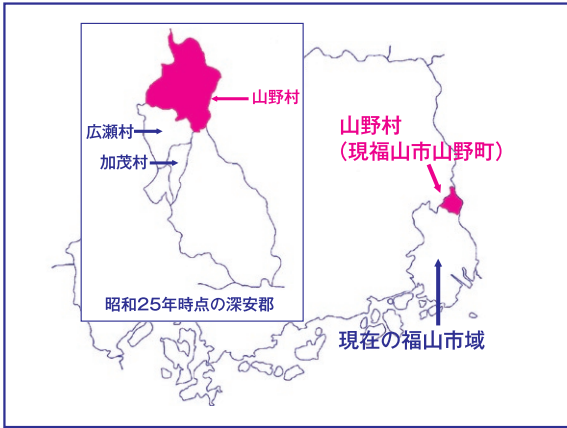 山野村
広瀬村
加茂村
昭和25年時点の深安郡
山野村
（現福山市山野町）
現在の福山市域